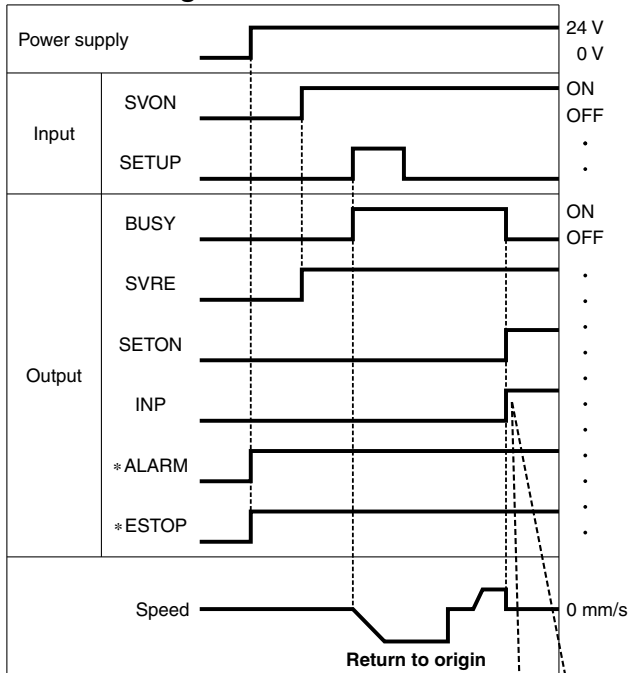 Power supply
24 V
0 V
Input
SVON
ON
OFF
SETUP
Output
BUSY
ON
OFF
SVRE
SETON
INP
*ALARM
*ESTOP
Speed
0 mm/s
Return to origin